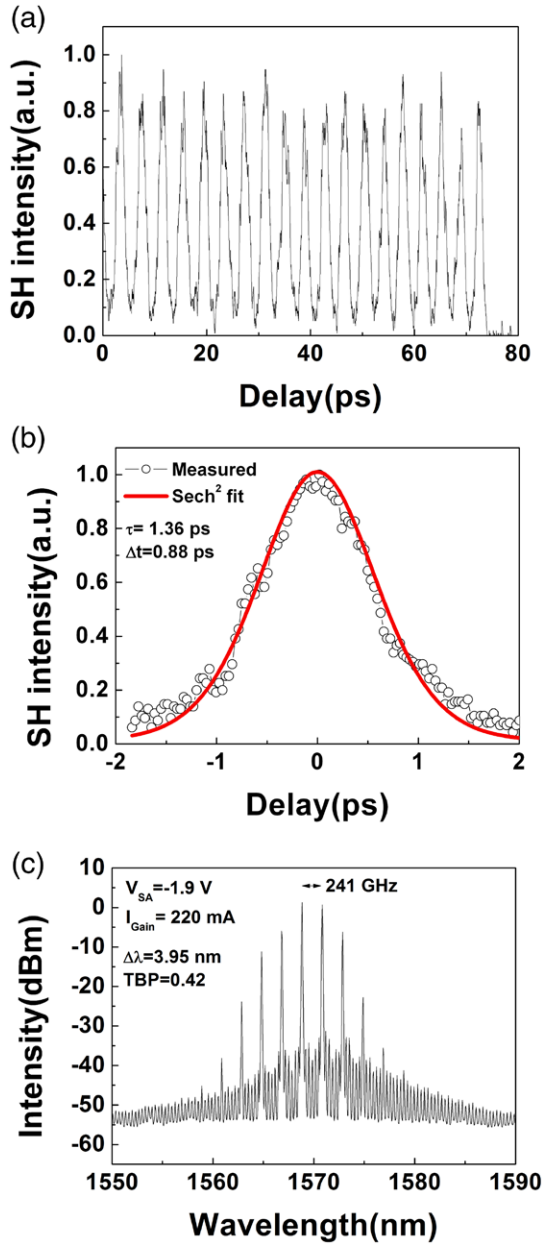 (a)
SH intensity(a.u.)
1.0
0.8
0.6
0.4
0.2
0.0
0 20 40 60 80
Delay(ps)
(b)
SH intensity(a.u.)
1.0
0.8
0.6
0.4
0.2
0.0
Measured
Sech² fit
τ= 1.36 ps
Δt=0.88 ps
-2 -1 0 1 2
Delay(ps)
(c)
Intensity(dBm)
10
0
-10
-20
-30
-40
-50
-60
V_SA=-1.9 V
241 GHz
I_Gain= 220 mA
Δλ=3.95 nm
TBP=0.42
1550 1560 1570 1580 1590
Wavelength(nm)